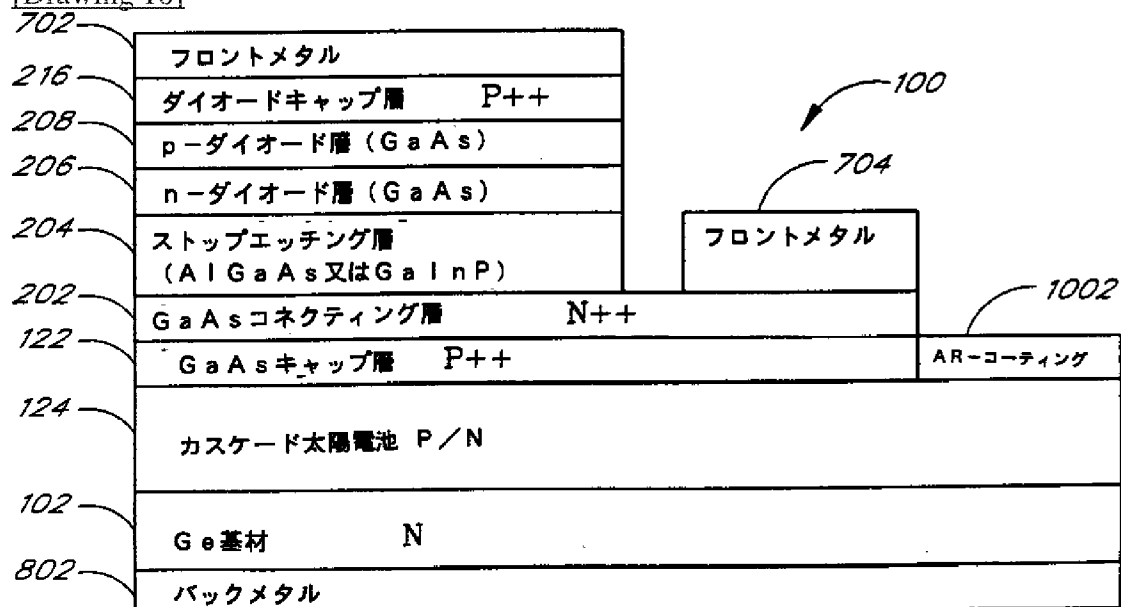 702
フロントメタル
216
ダイオードキャップ層 P++
100
208
p-ダイオード層(GaAs)
704
206
n-ダイオード層(GaAs)
204
ストップエッチング層
(AlGaAs又はGaInP)
フロントメタル
202
GaAsコネクティング層 N++
1002
122
GaAsキャップ層 P++
AR-コーティング
124
カスケード太陽電池 P/N
102
Ge基材 N
802
バックメタル